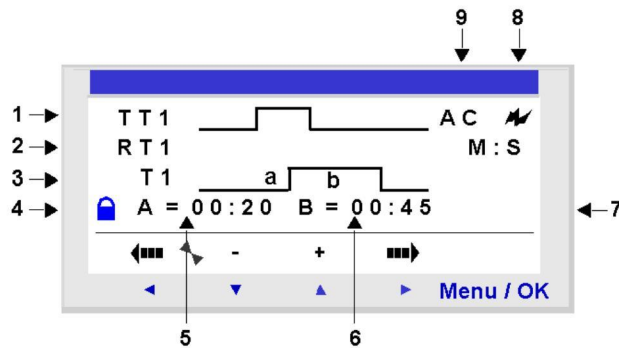 9 8
1 TT1 AC
2 RT1 M:S
3 T1 a b
4 A = 00:20 B = 00:45 7
- +
Menu / OK
5 6